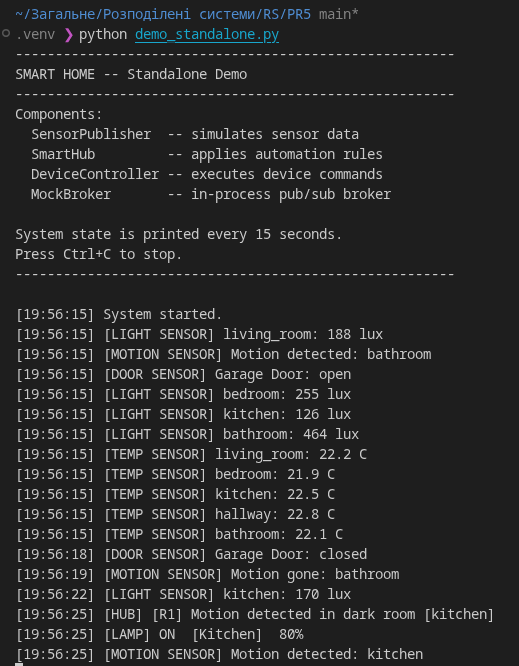 ~/Загальне/Розподілені системи/RS/PR5 main*
.venv ❯ python demo_standalone.py
------------------------------------------------------
SMART HOME -- Standalone Demo
------------------------------------------------------
Components:
  SensorPublisher  -- simulates sensor data
  SmartHub         -- applies automation rules
  DeviceController -- executes device commands
  MockBroker       -- in-process pub/sub broker

System state is printed every 15 seconds.
Press Ctrl+C to stop.
------------------------------------------------------

[19:56:15] System started.
[19:56:15] [LIGHT SENSOR] living_room: 188 lux
[19:56:15] [MOTION SENSOR] Motion detected: bathroom
[19:56:15] [DOOR SENSOR] Garage Door: open
[19:56:15] [LIGHT SENSOR] bedroom: 255 lux
[19:56:15] [LIGHT SENSOR] kitchen: 126 lux
[19:56:15] [LIGHT SENSOR] bathroom: 464 lux
[19:56:15] [TEMP SENSOR] living_room: 22.2 C
[19:56:15] [TEMP SENSOR] bedroom: 21.9 C
[19:56:15] [TEMP SENSOR] kitchen: 22.5 C
[19:56:15] [TEMP SENSOR] hallway: 22.8 C
[19:56:15] [TEMP SENSOR] bathroom: 22.1 C
[19:56:18] [DOOR SENSOR] Garage Door: closed
[19:56:19] [MOTION SENSOR] Motion gone: bathroom
[19:56:22] [LIGHT SENSOR] kitchen: 170 lux
[19:56:25] [HUB] [R1] Motion detected in dark room [kitchen]
[19:56:25] [LAMP] ON  [Kitchen]  80%
[19:56:25] [MOTION SENSOR] Motion detected: kitchen